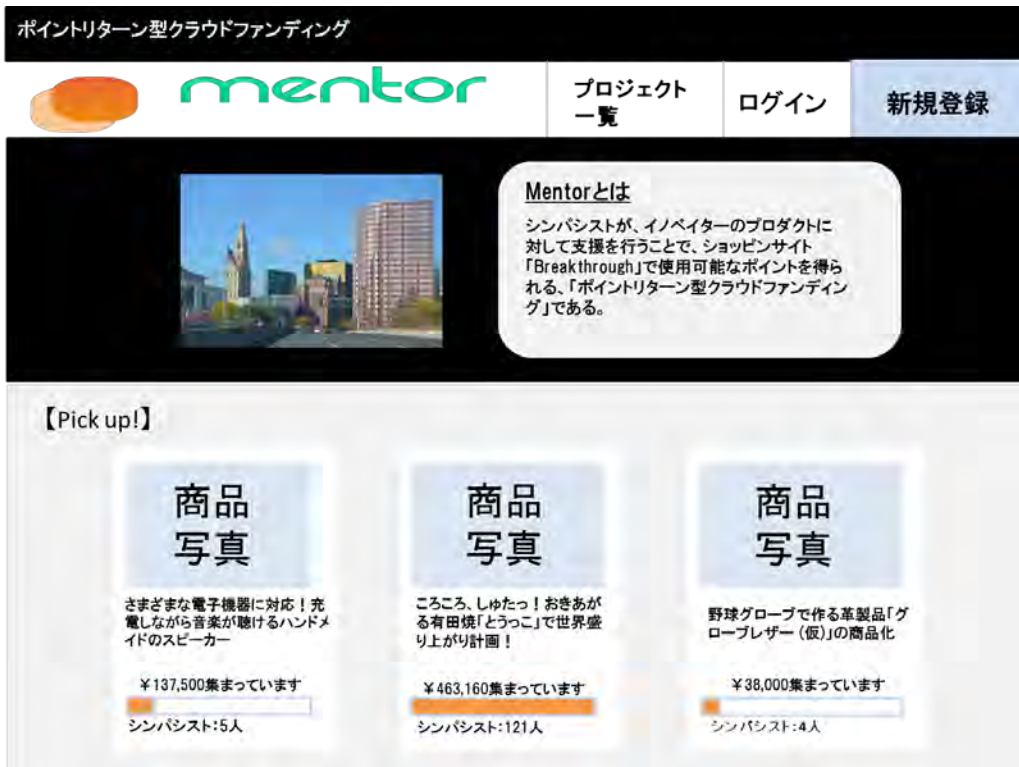 ポイントリターン型クラウドファンディング
mentor
プロジェクト
一覧
ログイン
新規登録
Mentorとは
シンパシストが、イノベイターのプロダクトに
対して支援を行うことで、ショッピンサイト
「Breakthrough」で使用可能なポイントを得ら
れる、「ポイントリターン型クラウドファンディン
グ」である。
【Pick up!】
商品
写真
さまざまな電子機器に対応！充
電しながら音楽が聴けるハンドメ
イドのスピーカー
￥137,500集まっています
シンパシスト:5人
商品
写真
ころころ、しゅたっ！おきあが
る有田焼「とうっこ」で世界盛
り上がり計画！
￥463,160集まっています
シンパシスト:121人
商品
写真
野球グローブで作る革製品「グ
ローブレザー（仮）」の商品化
￥38,000集まっています
シンパシスト:4人